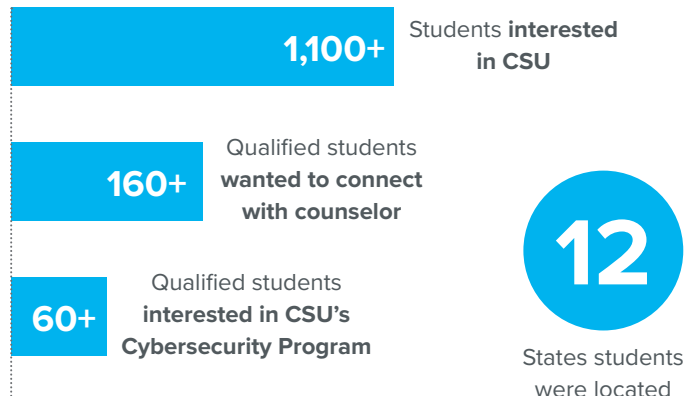 1,100+
Students interested
in CSU
160+
Qualified students
wanted to connect
with counselor
60+
Qualified students
interested in CSU’s
Cybersecurity Program
12
States students
were located